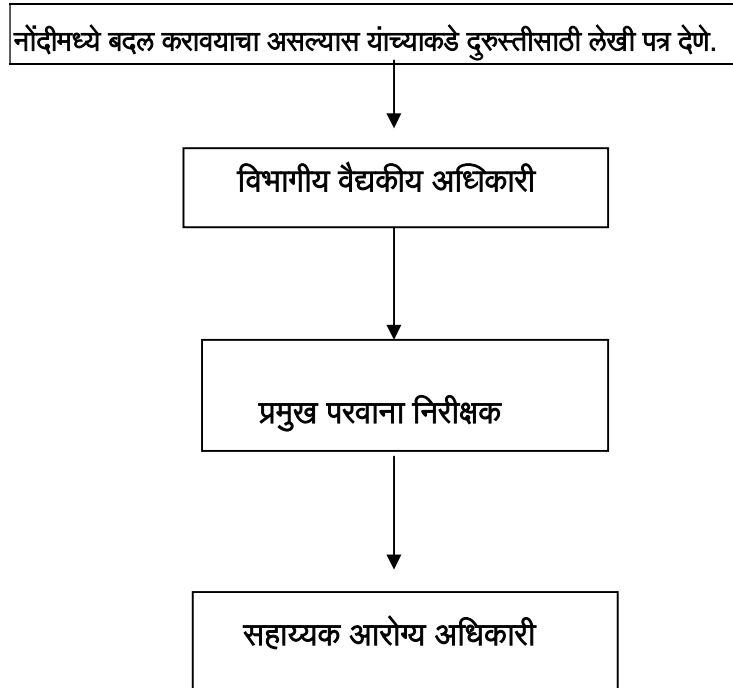 नोंदीमध्ये बदल करावयाचा असल्यास यांच्याकडे दुरुस्तीसाठी लेखी पत्र देणे.
विभागीय वैद्यकीय अधिकारी
प्रमुख परवाना निरीक्षक
सहाय्यक आरोग्य अधिकारी